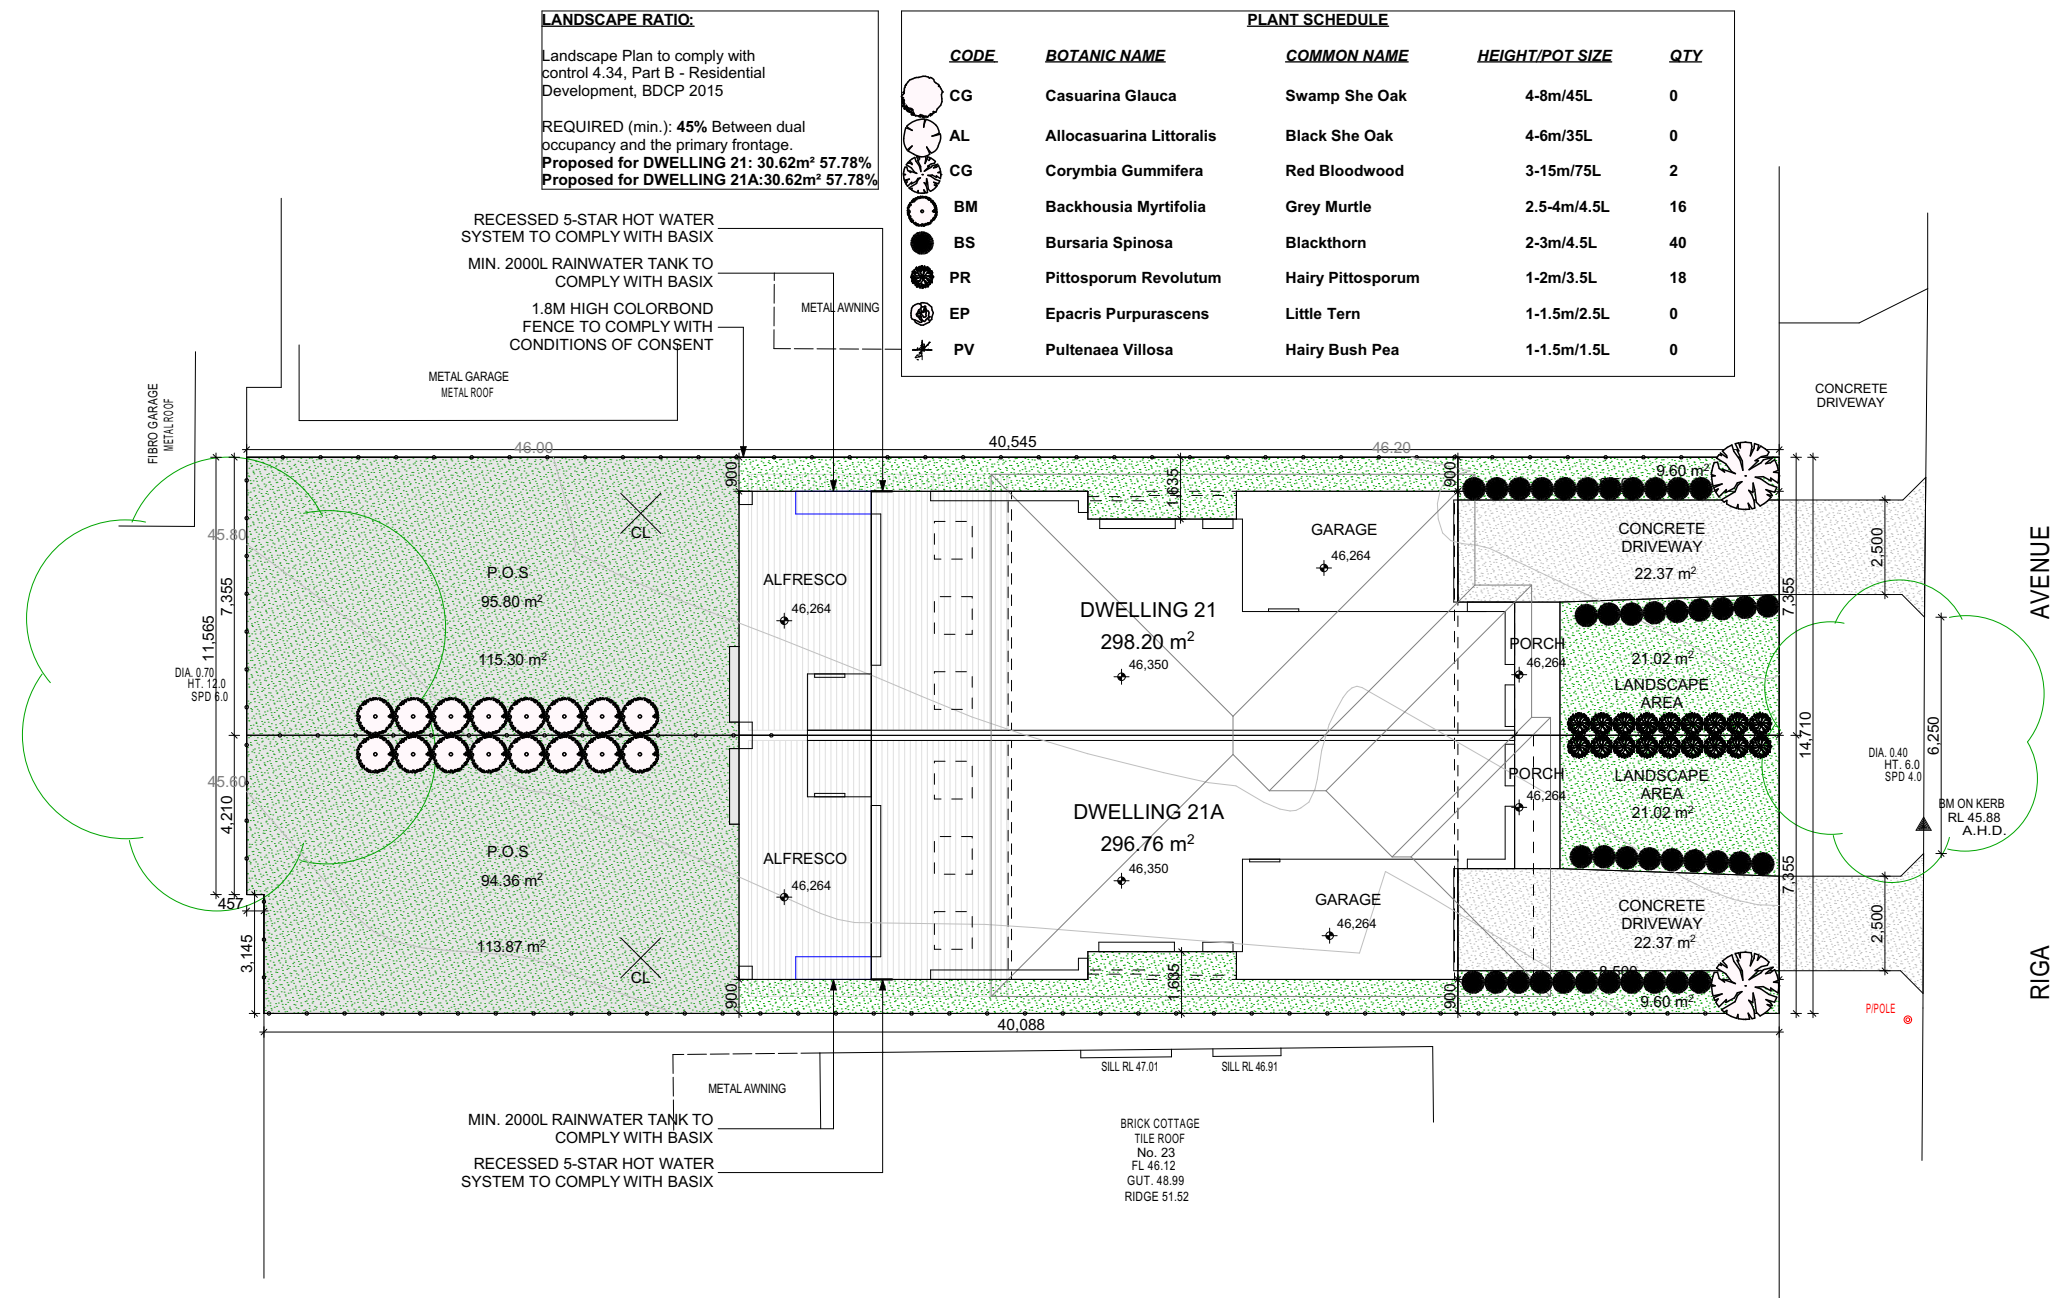 LANDSCAPE RATIO:
Landscape Plan to comply with
control 4.34, Part B - Residential
Development, BDCP 2015
REQUIRED (min.): 45% Between dual
occupancy and the primary frontage.
Proposed for DWELLING 21: 30.62m² 57.78%
Proposed for DWELLING 21A:30.62m² 57.78%
PLANT SCHEDULE
CODE BOTANIC NAME COMMON NAME HEIGHT/POT SIZE QTY
CG Casuarina Glauca Swamp She Oak 4-8m/45L 0
AL Allocasuarina Littoralis Black She Oak 4-6m/35L 0
CG Corymbia Gummifera Red Bloodwood 3-15m/75L 2
BM Backhousia Myrtifolia Grey Murtle 2.5-4m/4.5L 16
BS Bursaria Spinosa Blackthorn 2-3m/4.5L 40
PR Pittosporum Revolutum Hairy Pittosporum 1-2m/3.5L 18
EP Epacris Purpurascens Little Tern 1-1.5m/2.5L 0
PV Pultenaea Villosa Hairy Bush Pea 1-1.5m/1.5L 0
RECESSED 5-STAR HOT WATER
SYSTEM TO COMPLY WITH BASIX
MIN. 2000L RAINWATER TANK TO
COMPLY WITH BASIX
1.8M HIGH COLORBOND
FENCE TO COMPLY WITH
CONDITIONS OF CONSENT
METAL AWNING
METAL GARAGE
METAL ROOF
FIBRO GARAGE
METAL ROOF
CONCRETE
DRIVEWAY
46.00
40,545
46.20
900
1,635
900
9.60 m²
45.80
CL
P.O.S
95.80 m²
115.30 m²
7,355
11,565
ALFRESCO
46,264
DWELLING 21
298.20 m²
46,350
GARAGE
46,264
CONCRETE
DRIVEWAY
22.37 m²
2,500
7,355
PORCH
46,264
21.02 m²
LANDSCAPE
AREA
AVENUE
DIA. 0.70
HT. 12.0
SPD 6.0
14,710
6,250
DIA. 0.40
HT. 6.0
SPD 4.0
45.60
4,210
PORCH
46,264
LANDSCAPE
AREA
21.02 m²
BM ON KERB
RL 45.88
A.H.D.
DWELLING 21A
296.76 m²
46,350
P.O.S
94.36 m²
113.87 m²
CL
ALFRESCO
46,264
GARAGE
46,264
CONCRETE
DRIVEWAY
22.37 m²
7,355
2,500
457
3,145
900
1,635
900
8,500
9.60 m²
RIGA
P/POLE
40,088
SILL RL 47.01
SILL RL 46.91
METAL AWNING
MIN. 2000L RAINWATER TANK TO
COMPLY WITH BASIX
RECESSED 5-STAR HOT WATER
SYSTEM TO COMPLY WITH BASIX
BRICK COTTAGE
TILE ROOF
No. 23
FL 46.12
GUT. 48.99
RIDGE 51.52